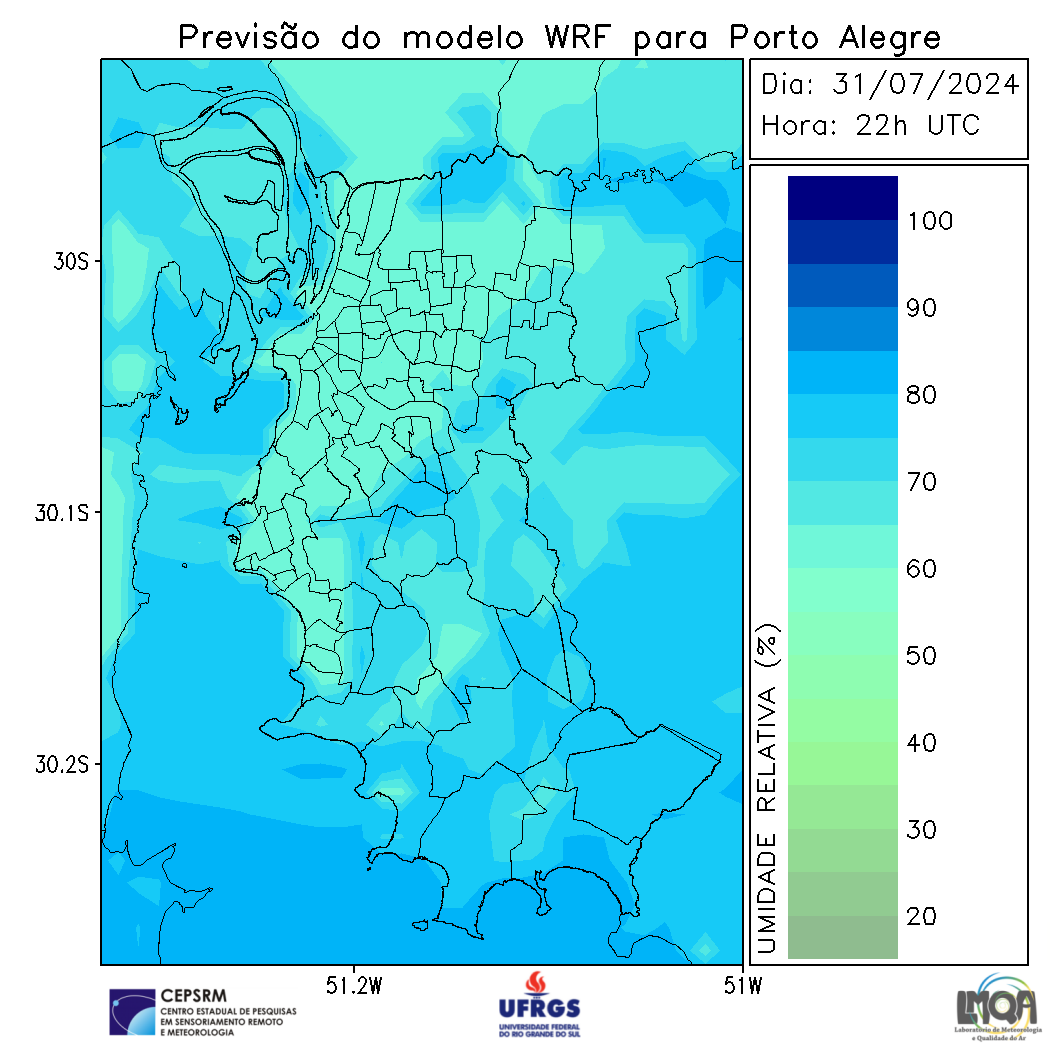 Previsão do modelo WRF para Porto Alegre
Dia: 31/07/2024
Hora: 22h UTC
30S
30.1S
30.2S
51.2W
51W
100
90
80
70
60
50
40
30
20
UMIDADE RELATIVA (%)
CEPSRM
CENTRO ESTADUAL DE PESQUISAS
EM SENSORIAMENTO REMOTO
E METEOROLOGIA
UFRGS
UNIVERSIDADE FEDERAL
DO RIO GRANDE DO SUL
LMQA
Laboratório de Meteorologia
e Qualidade do Ar